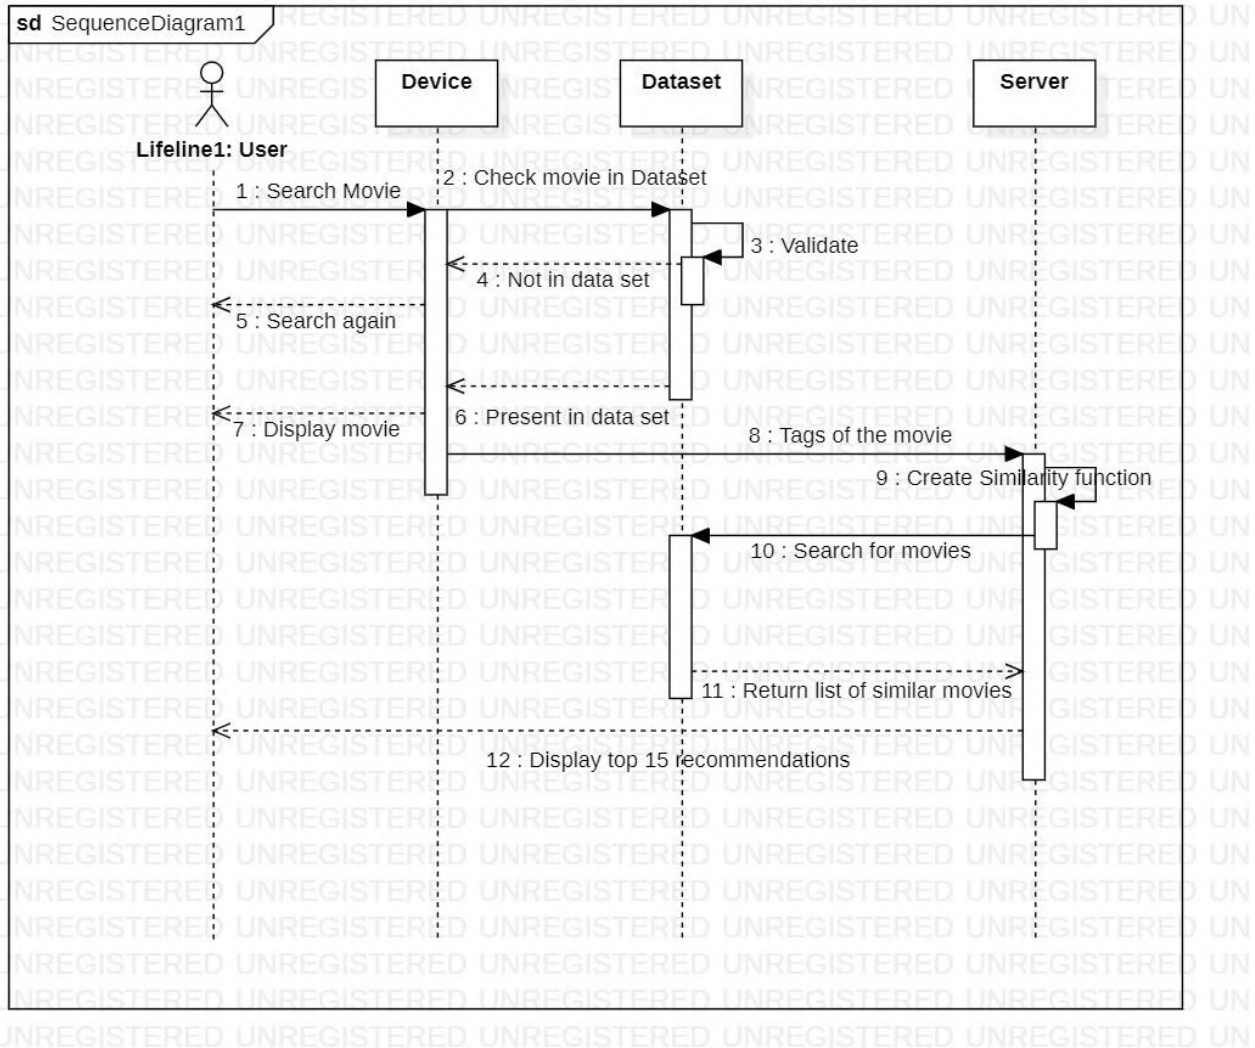 sd SequenceDiagram1
Device
Dataset
Server
Lifeline1: User
1 : Search Movie
2 : Check movie in Dataset
3 : Validate
4 : Not in data set
5 : Search again
6 : Present in data set
7 : Display movie
8 : Tags of the movie
9 : Create Similarity function
10 : Search for movies
11 : Return list of similar movies
12 : Display top 15 recommendations
UNREGISTERED